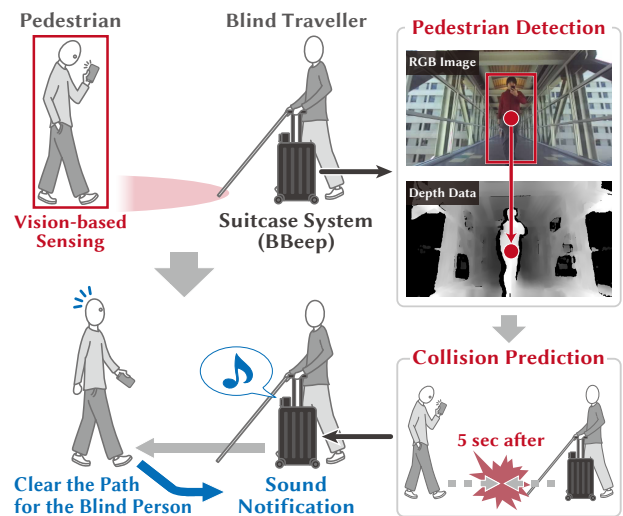 Pedestrian
Blind Traveller
Pedestrian Detection
RGB Image
Depth Data
Vision-based
Sensing
Suitcase System
(BBeep)
Collision Prediction
5 sec after
Clear the Path
for the Blind Person
Sound
Notification